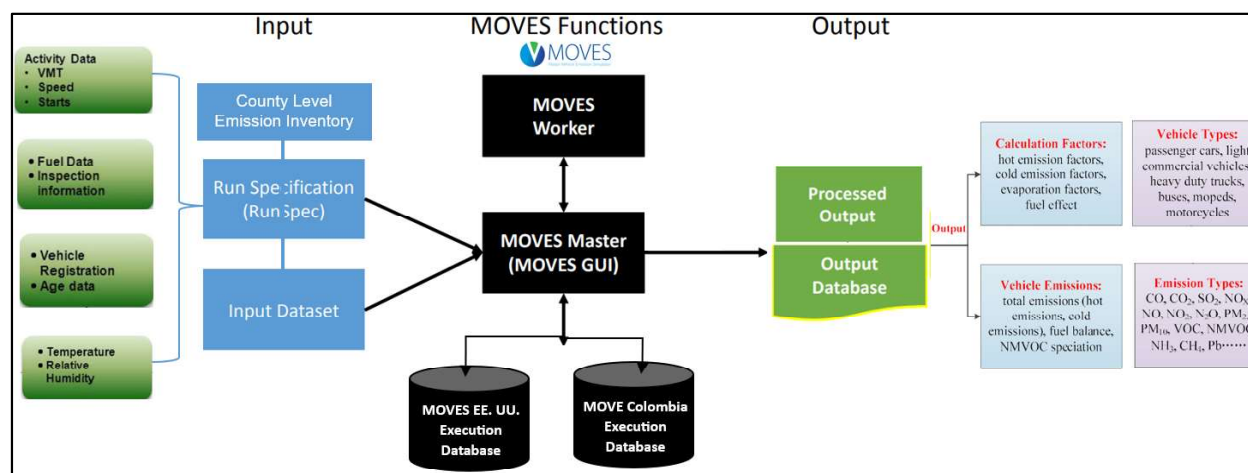 Input
MOVES Functions
Output
MOVES
Activity Data
• VMT
• Speed
• Starts
• Fuel Data
• Inspection
information
• Vehicle
Registration
• Age data
• Temperature
• Relative
Humidity
County Level
Emission Inventory
Run Specification
(RunSpec)
Input Dataset
MOVES
Worker
MOVES Master
(MOVES GUI)
MOVES EE. UU.
Execution
Database
MOVE Colombia
Execution
Database
Processed
Output
Output
Database
Output
Calculation Factors:
hot emission factors,
cold emission factors,
evaporation factors,
fuel effect
Vehicle Types:
passenger cars, light
commercial vehicles,
heavy duty trucks,
buses, mopeds,
motorcycles
Vehicle Emissions:
total emissions (hot
emissions, cold
emissions), fuel balance,
NMVOC speciation
Emission Types:
CO, CO₂, SO₂, NOₓ
NO, NO₂, N₂O, PM₂.
PM₁₀, VOC, NMVOC
NH₃, CH₄, Pb······